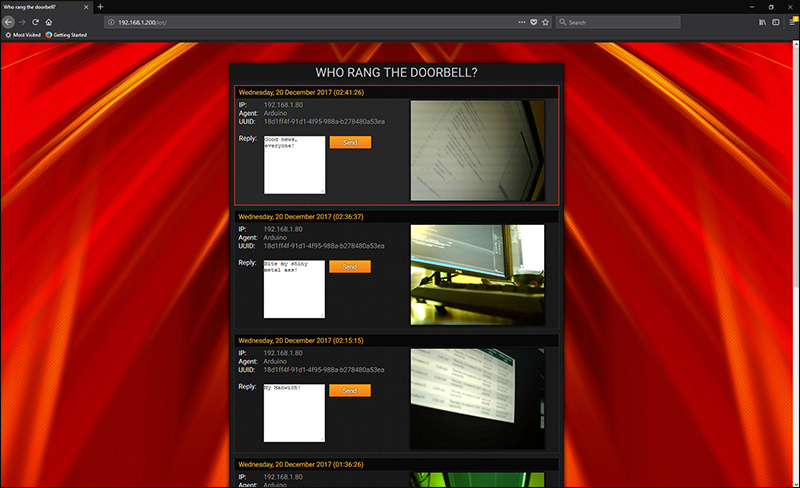 Who rang the doorbell?
192.168.1.200/iot/
Search
Most Visited
Getting Started
WHO RANG THE DOORBELL?
Wednesday, 20 December 2017 (02:41:26)
IP: 192.168.1.80
Agent: Arduino
UUID: 18d1ff4f-91d1-4f95-988a-b278480a53ea
Reply: Good news,
everyone!
Send
Wednesday, 20 December 2017 (02:36:37)
IP: 192.168.1.80
Agent: Arduino
UUID: 18d1ff4f-91d1-4f95-988a-b278480a53ea
Reply: Bite my shiny
metal ass!
Send
Wednesday, 20 December 2017 (02:15:15)
IP: 192.168.1.80
Agent: Arduino
UUID: 18d1ff4f-91d1-4f95-988a-b278480a53ea
Reply: My Manwich!
Send
Wednesday, 20 December 2017 (01:36:26)
IP: 192.168.1.80
Agent: Arduino